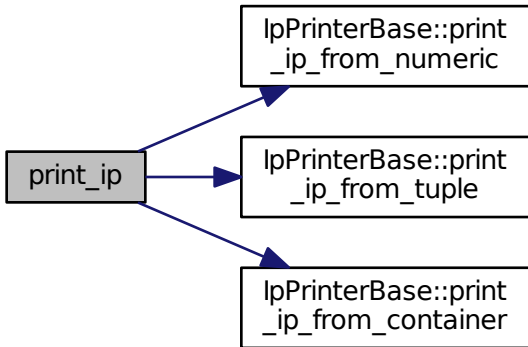 IpPrinterBase::print
_ip_from_numeric
print_ip
IpPrinterBase::print
_ip_from_tuple
IpPrinterBase::print
_ip_from_container